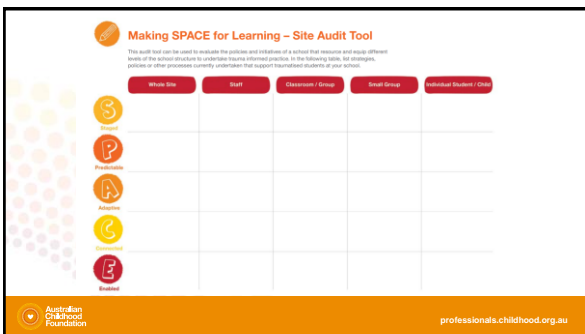 Making SPACE for Learning – Site Audit Tool
This audit tool can be used to evaluate the policies and initiatives of a school that resource and equip different
levels of the school structure to undertake trauma informed practice. In the following table, list strategies,
policies or other processes currently undertaken that support traumatised students at your school.
Whole Site Staff Classroom / Group Small Group Individual Student / Child
S
Staged
P
Predictable
A
Adaptive
C
Connected
E
Enabled
Australian
Childhood
Foundation
professionals.childhood.org.au